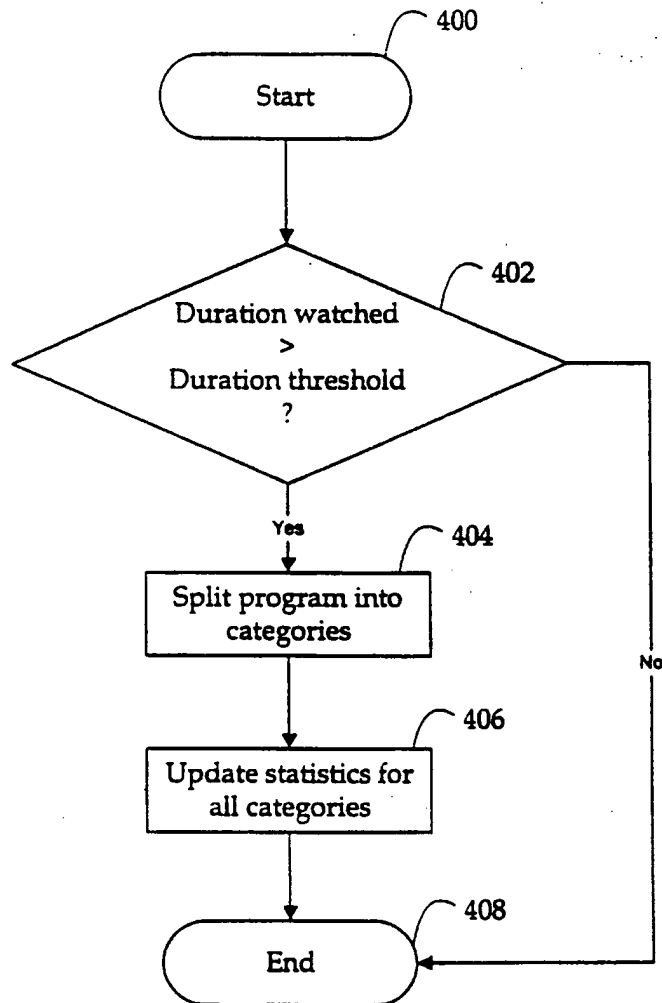 400
Start
402
Duration watched
>
Duration threshold
?
Yes
404
Split program into
categories
No
406
Update statistics for
all categories
408
End